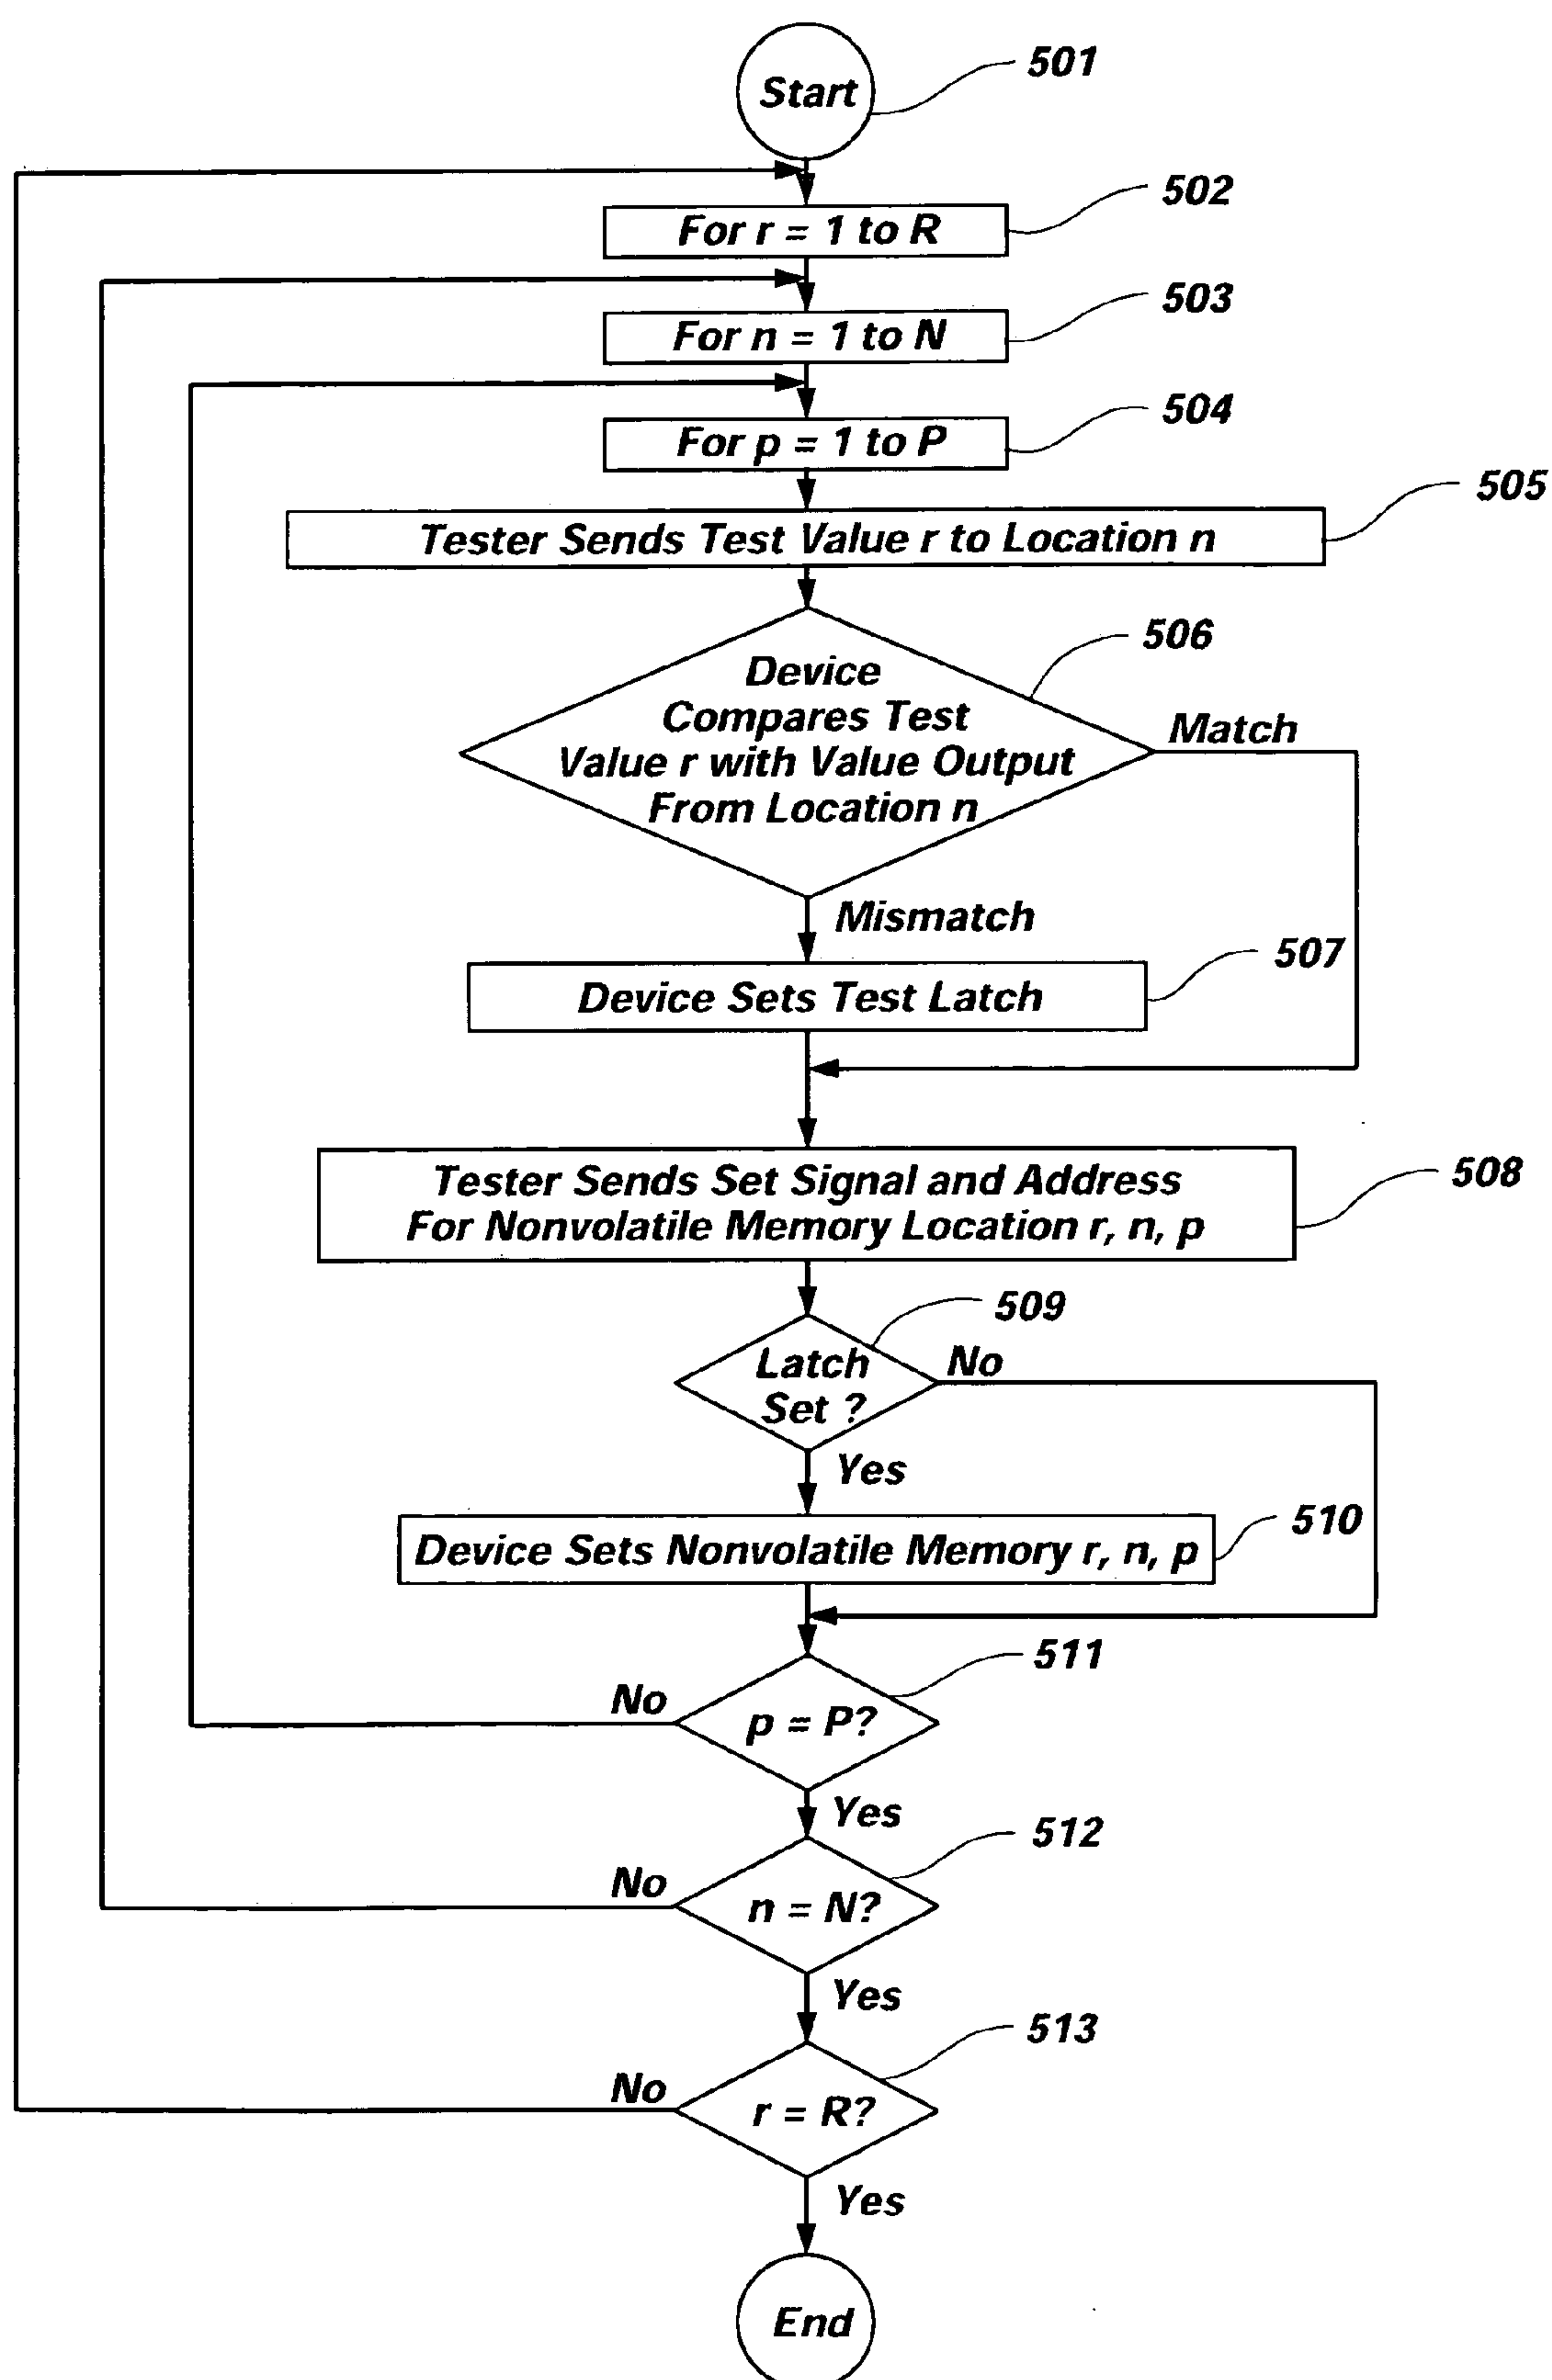 Start
501
For r = 1 to R
502
For n = 1 to N
503
For p = 1 to P
504
Tester Sends Test Value r to Location n
505
Device
Compares Test
Value r with Value Output
From Location n
506
Match
Mismatch
Device Sets Test Latch
507
Tester Sends Set Signal and Address
For Nonvolatile Memory Location r, n, p
508
Latch
Set ?
509
No
Yes
Device Sets Nonvolatile Memory r, n, p
510
p = P?
511
No
Yes
n = N?
512
No
Yes
r = R?
513
No
Yes
End